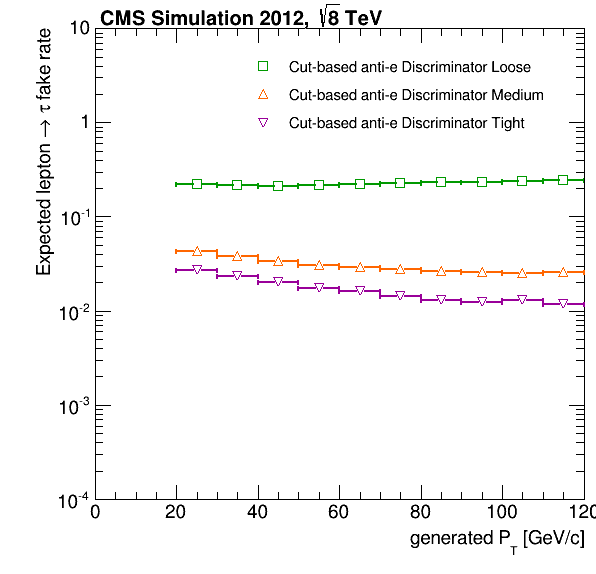 CMS Simulation 2012, √8 TeV
Expected lepton → τ fake rate
10
1
10⁻¹
10⁻²
10⁻³
10⁻⁴
Cut-based anti-e Discriminator Loose
Cut-based anti-e Discriminator Medium
Cut-based anti-e Discriminator Tight
0 20 40 60 80 100 120
generated P_T [GeV/c]